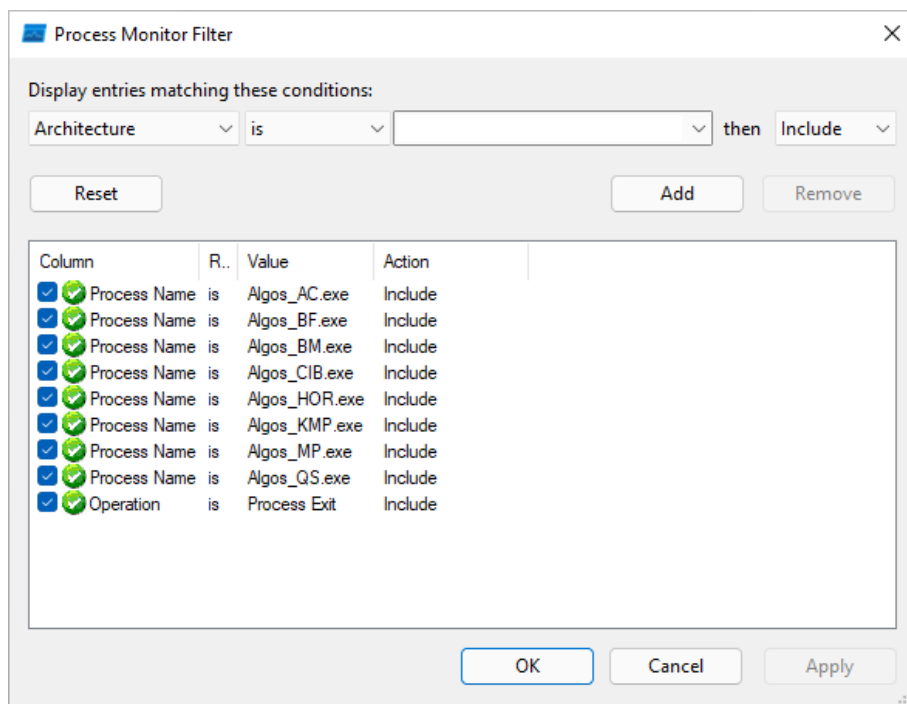 Process Monitor Filter
Display entries matching these conditions:
Architecture is then Include
Reset Add Remove
Column R.. Value Action
Process Name is Algos_AC.exe Include
Process Name is Algos_BF.exe Include
Process Name is Algos_BM.exe Include
Process Name is Algos_CIB.exe Include
Process Name is Algos_HOR.exe Include
Process Name is Algos_KMP.exe Include
Process Name is Algos_MP.exe Include
Process Name is Algos_QS.exe Include
Operation is Process Exit Include
OK Cancel Apply